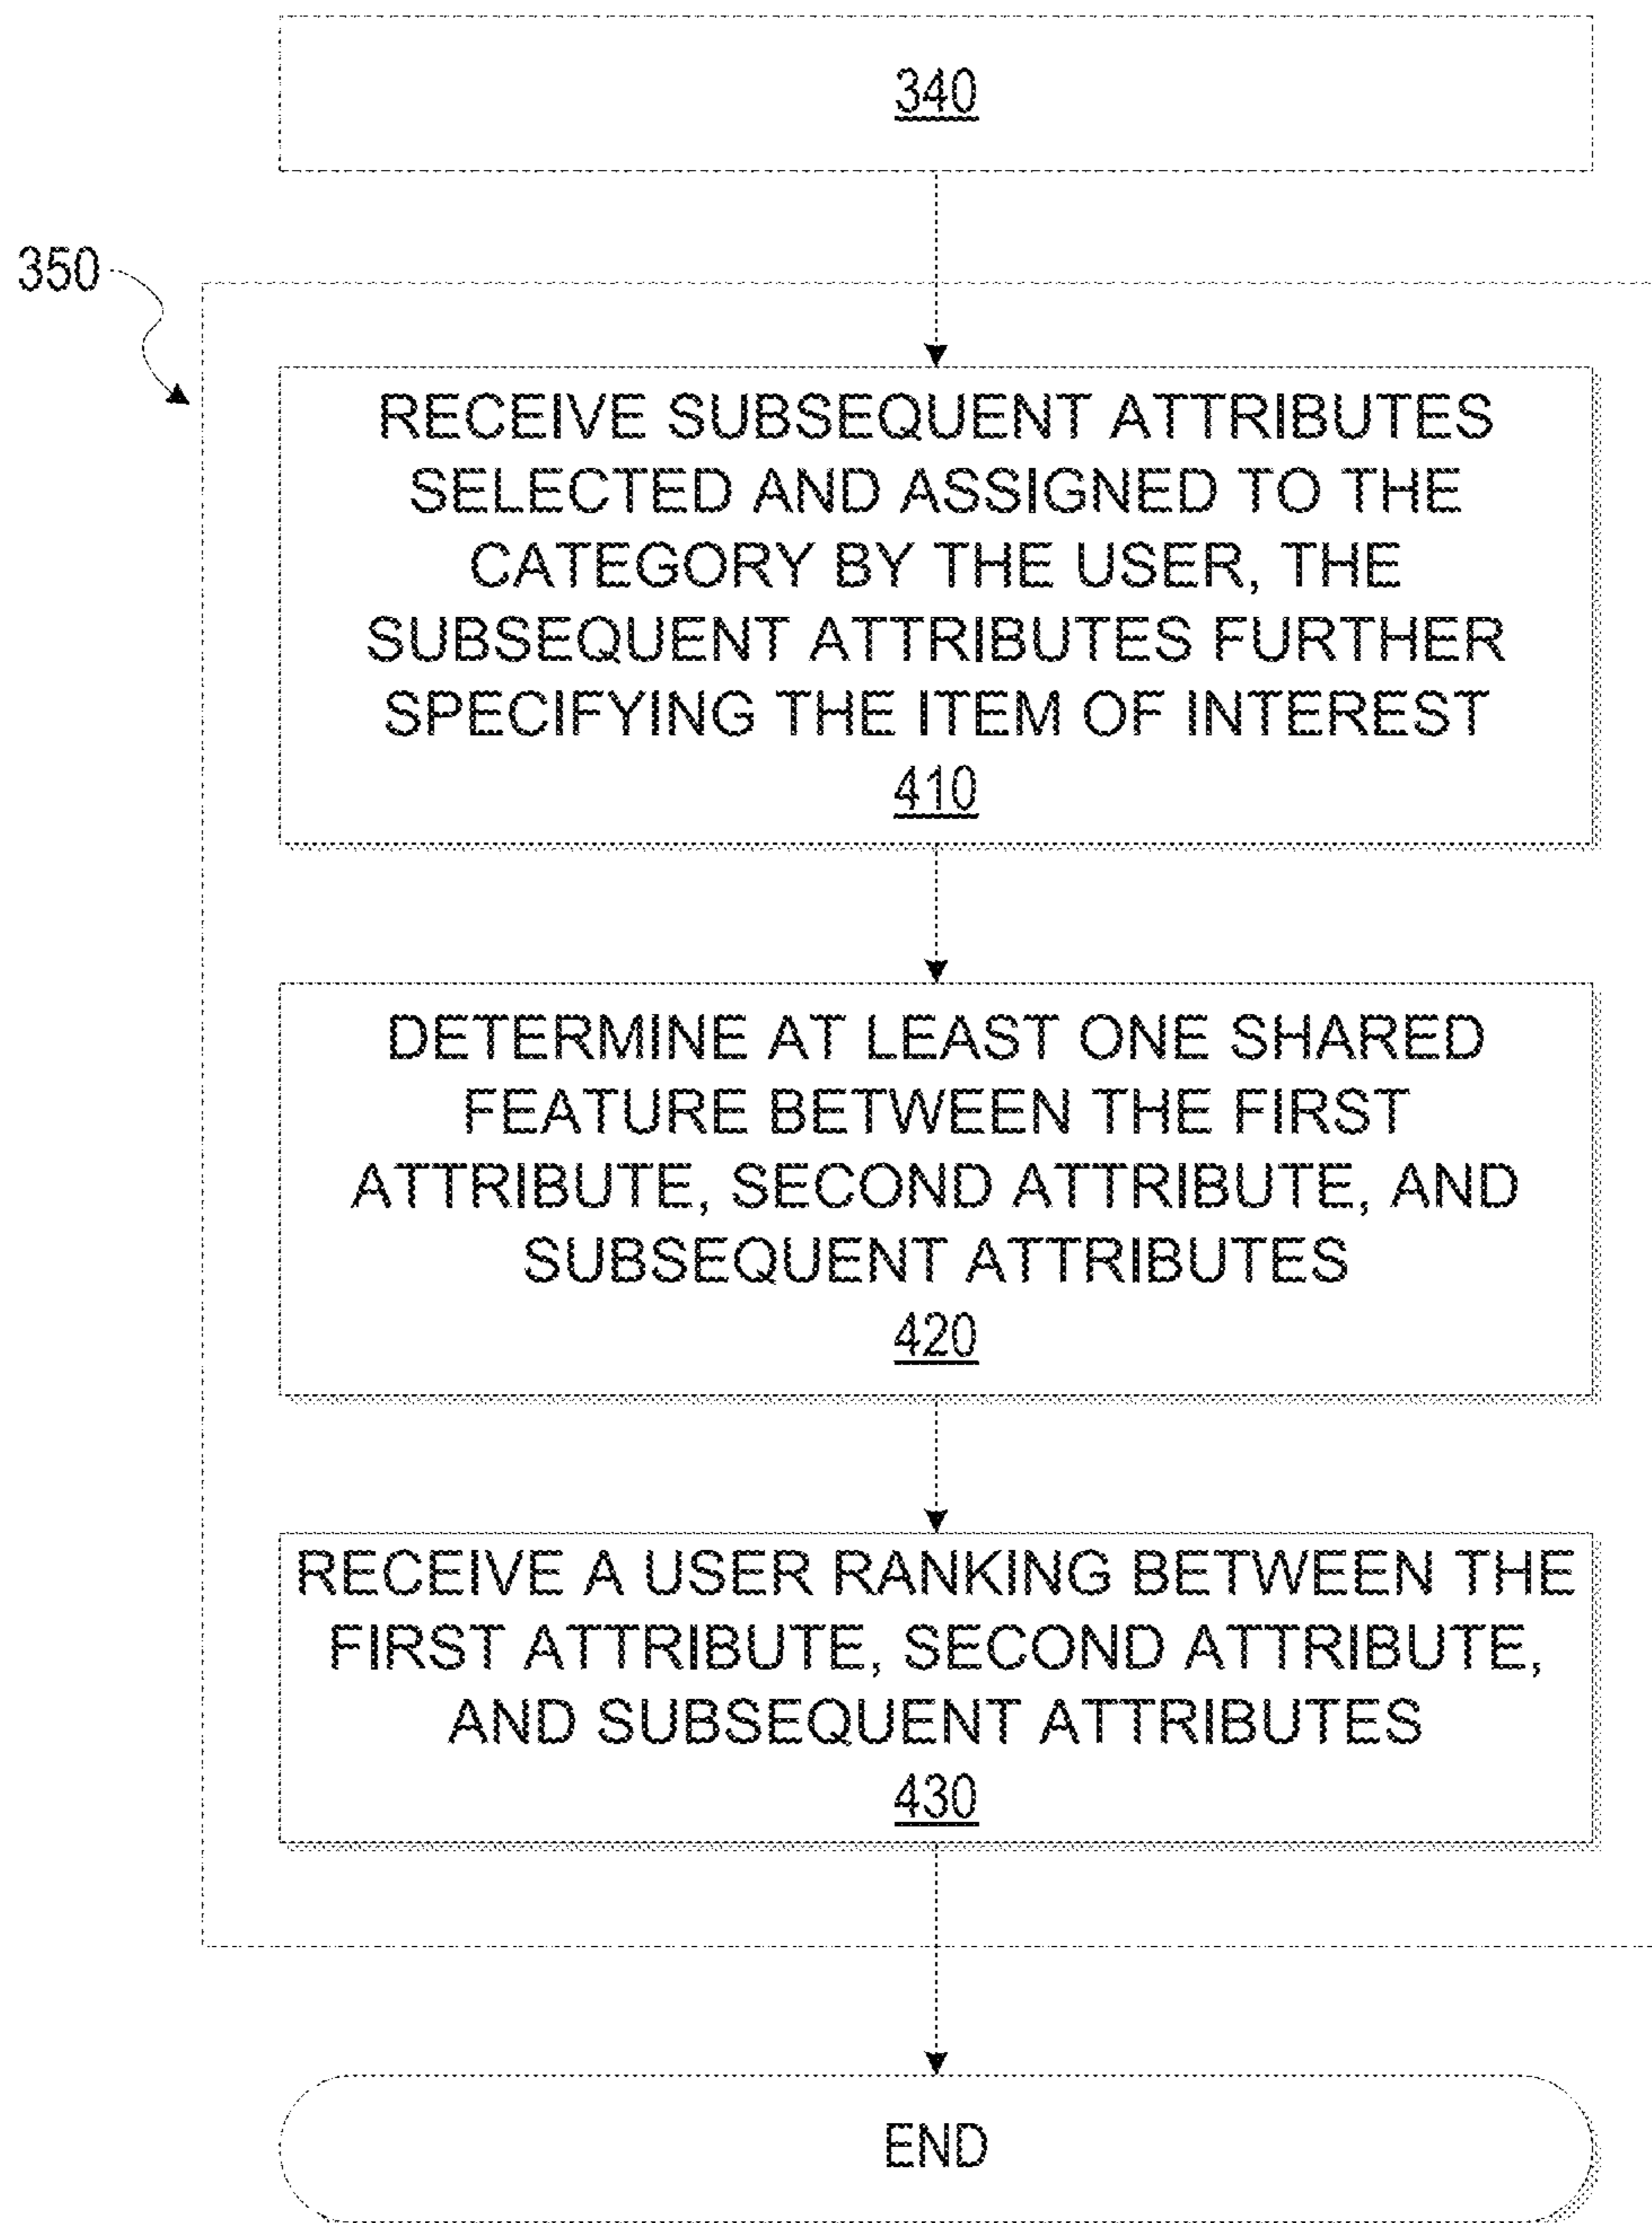 340
350
RECEIVE SUBSEQUENT ATTRIBUTES
SELECTED AND ASSIGNED TO THE
CATEGORY BY THE USER, THE
SUBSEQUENT ATTRIBUTES FURTHER
SPECIFYING THE ITEM OF INTEREST
410
DETERMINE AT LEAST ONE SHARED
FEATURE BETWEEN THE FIRST
ATTRIBUTE, SECOND ATTRIBUTE, AND
SUBSEQUENT ATTRIBUTES
420
RECEIVE A USER RANKING BETWEEN THE
FIRST ATTRIBUTE, SECOND ATTRIBUTE,
AND SUBSEQUENT ATTRIBUTES
430
END